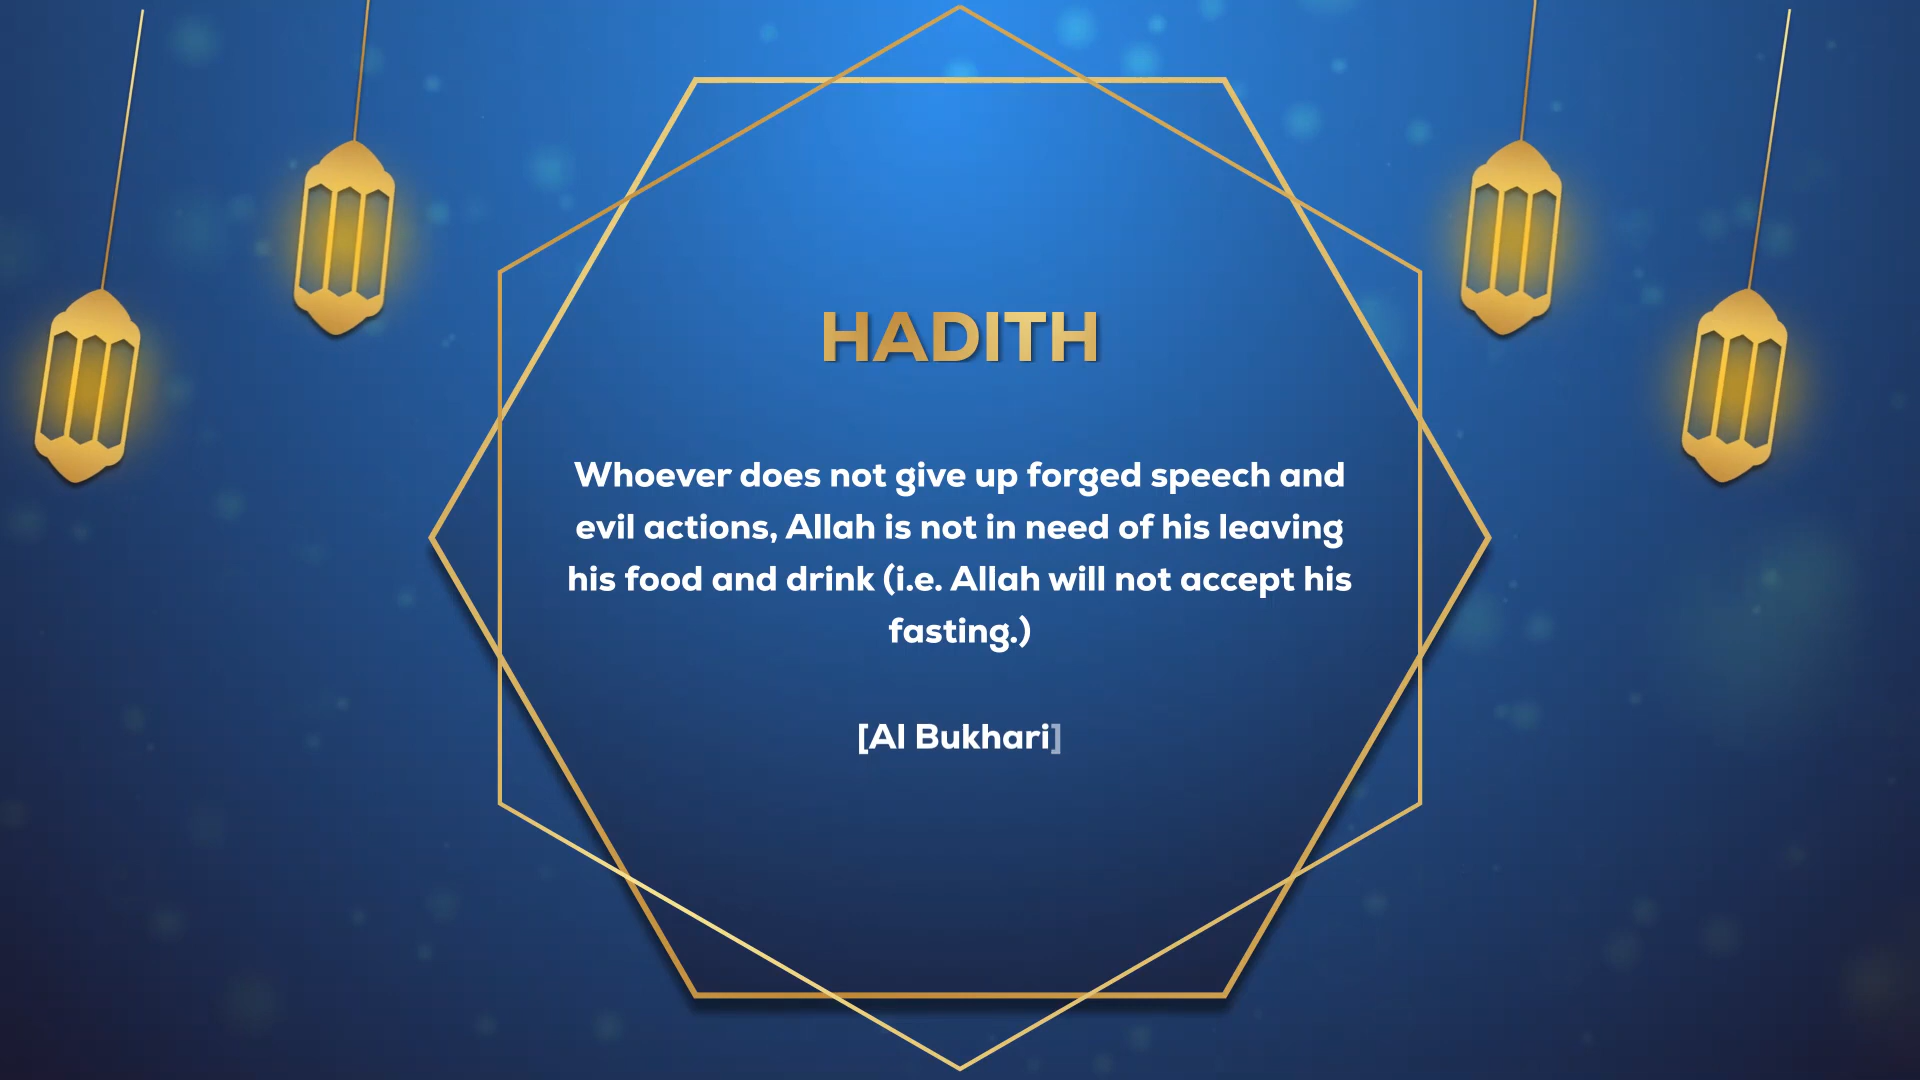 HADITH
Whoever does not give up forged speech and
evil actions, Allah is not in need of his leaving
his food and drink (i.e. Allah will not accept his
fasting.)
[Al Bukhari]